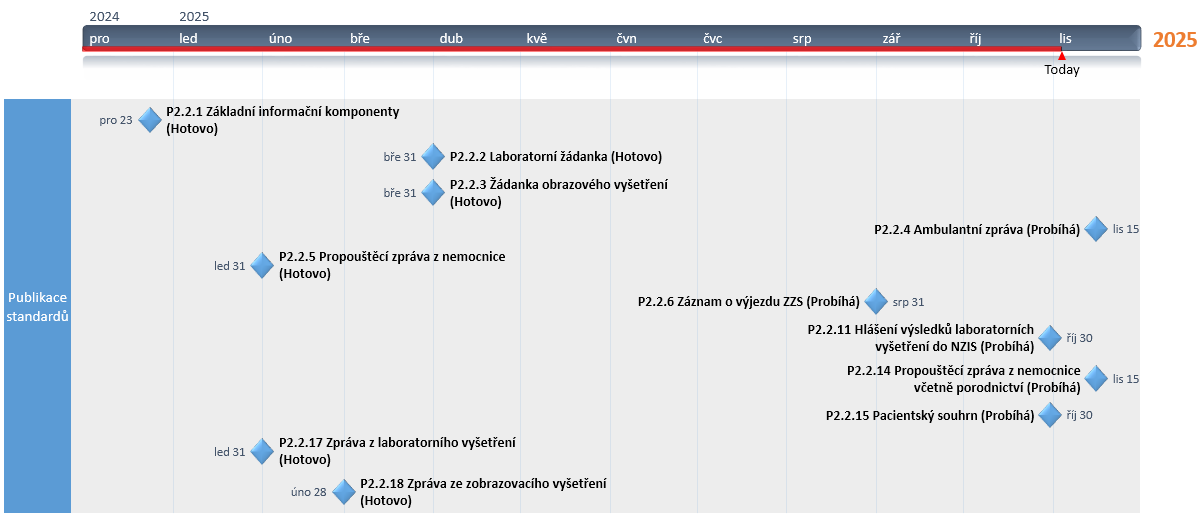 2024
2025
pro
led
úno
bře
dub
kvě
čvn
čvc
srp
zář
říj
lis
2025
Today
Publikace
standardů
pro 23
P2.2.1 Základní informační komponenty
(Hotovo)
bře 31
P2.2.2 Laboratorní žádanka (Hotovo)
bře 31
P2.2.3 Žádanka obrazového vyšetření
(Hotovo)
P2.2.4 Ambulantní zpráva (Probíhá)
lis 15
led 31
P2.2.5 Propouštěcí zpráva z nemocnice
(Hotovo)
P2.2.6 Záznam o výjezdu ZZS (Probíhá)
srp 31
P2.2.11 Hlášení výsledků laboratorních
vyšetření do NZIS (Probíhá)
říj 30
P2.2.14 Propouštěcí zpráva z nemocnice
včetně porodnictví (Probíhá)
lis 15
P2.2.15 Pacientský souhrn (Probíhá)
říj 30
led 31
P2.2.17 Zpráva z laboratorního vyšetření
(Hotovo)
úno 28
P2.2.18 Zpráva ze zobrazovacího vyšetření
(Hotovo)